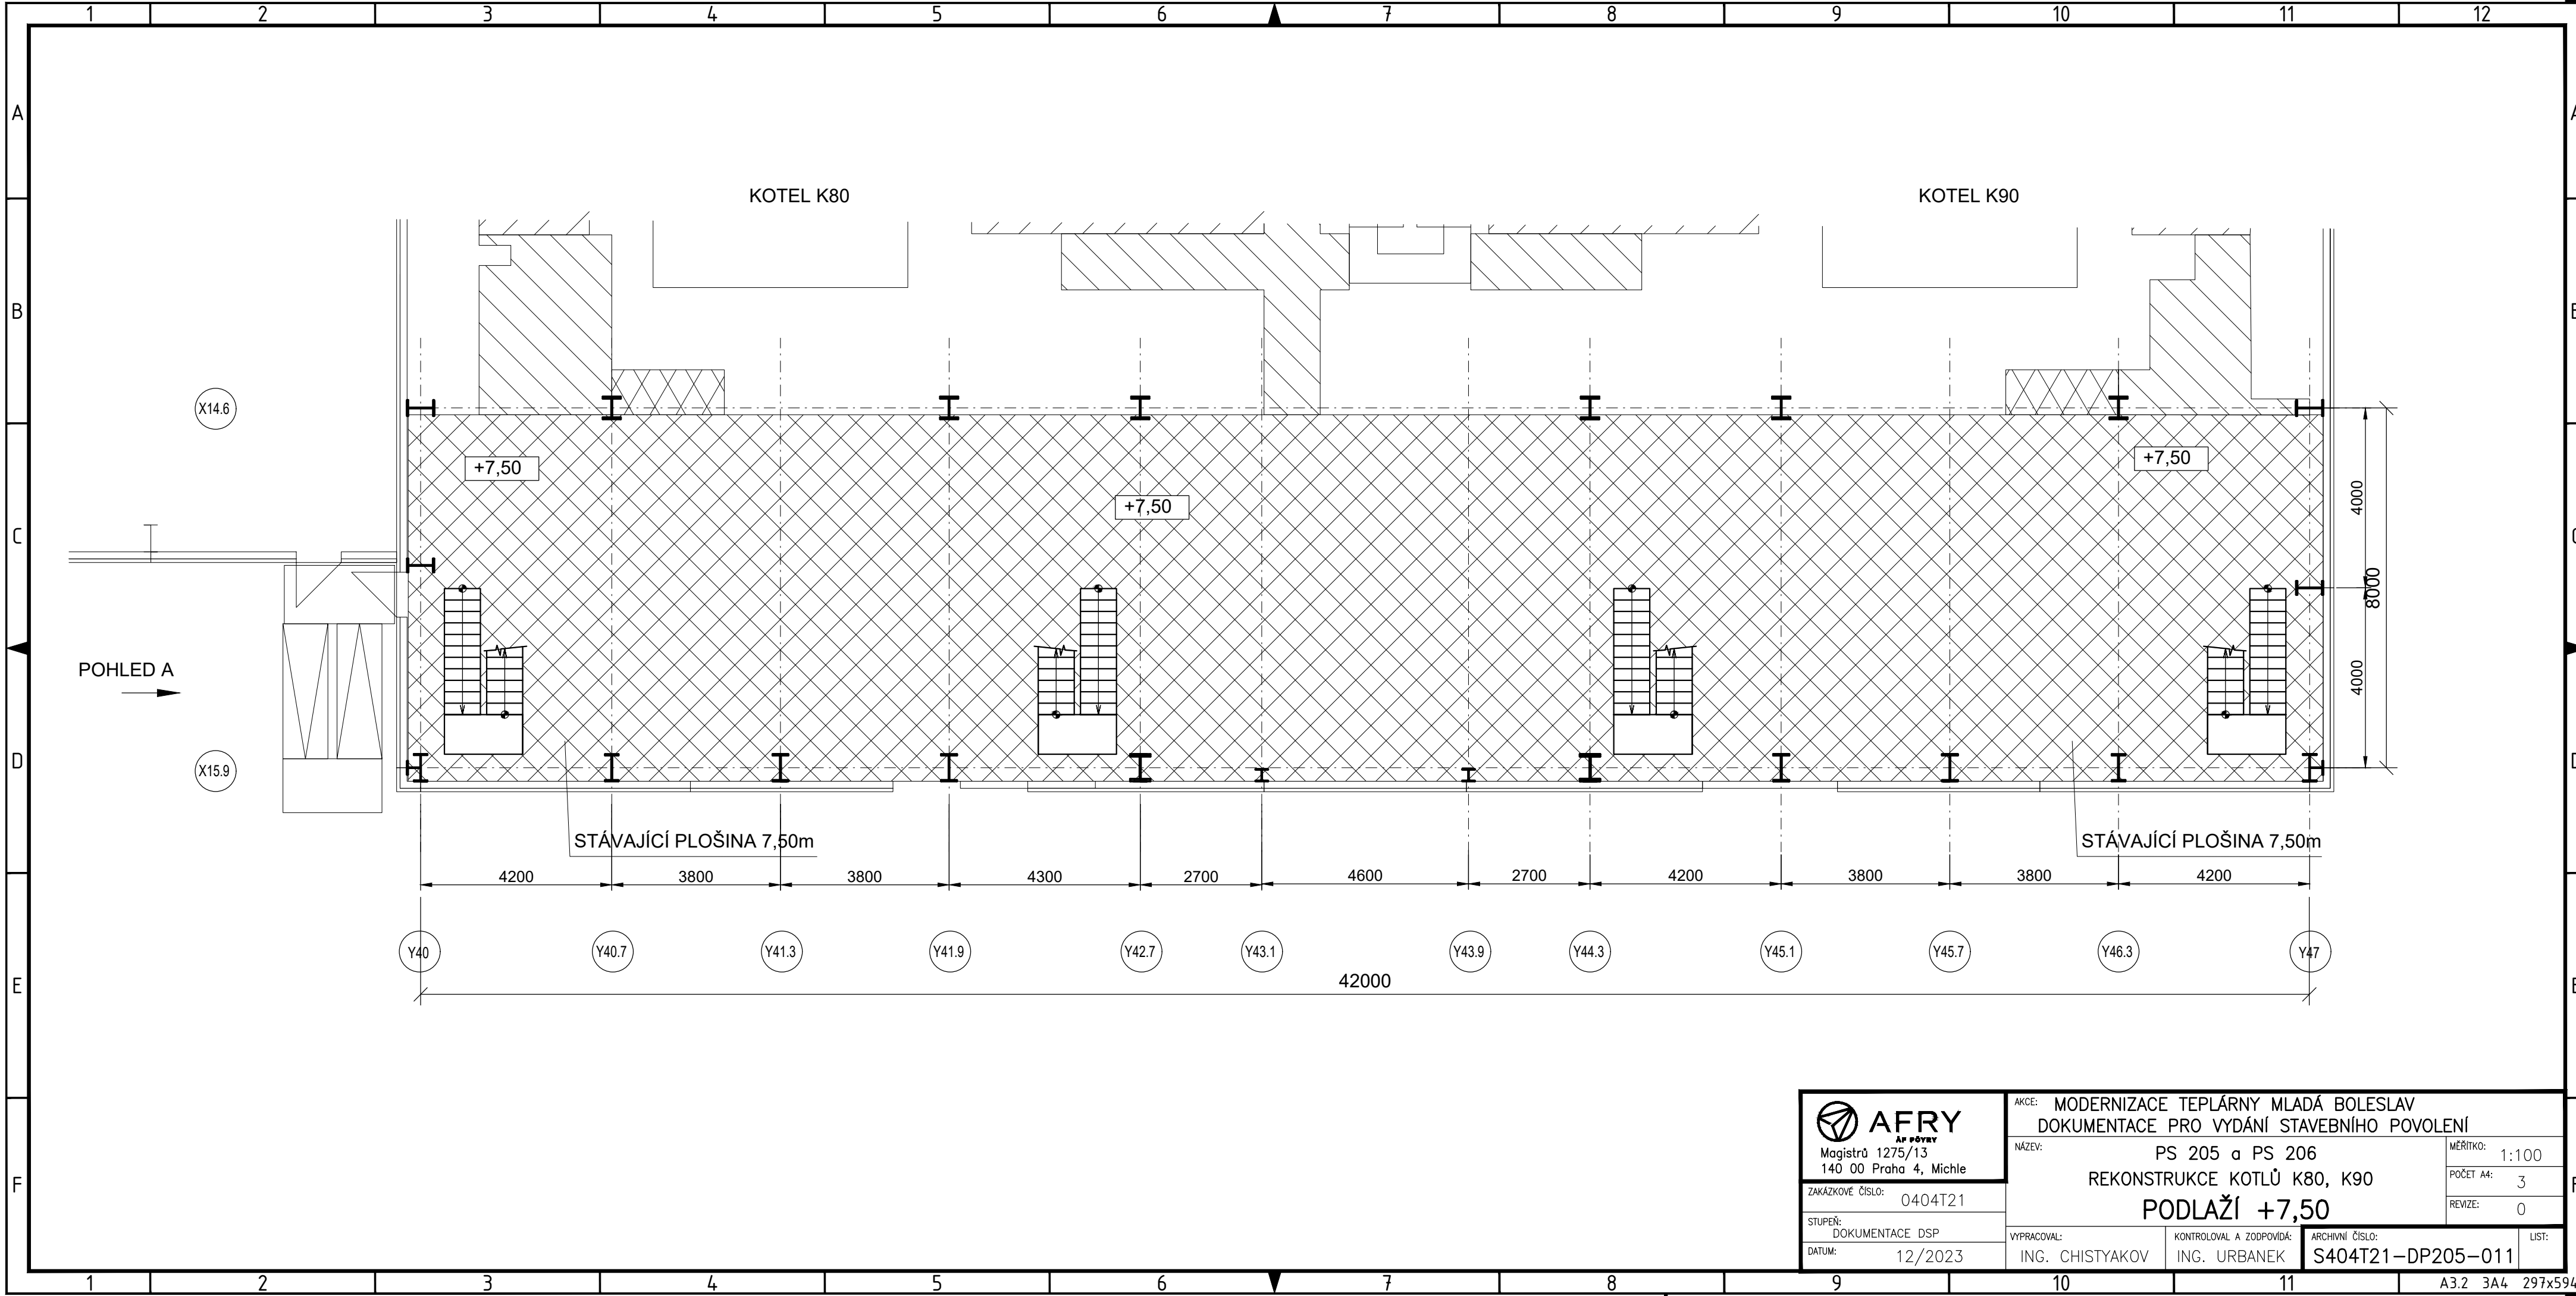 1 2 3 4 5 6 7 8 9 10 11 12
A A
KOTEL K80 KOTEL K90
B
X14.6
+7,50 +7,50
+7,50
4000
C
8000
POHLED A
4000
D
X15.9
STÁVAJÍCÍ PLOŠINA 7,50m STÁVAJÍCÍ PLOŠINA 7,50m
4200 3800 3800 4300 2700 4600 2700 4200 3800 3800 4200
Y40 Y40.7 Y41.3 Y41.9 Y42.7 Y43.1 Y43.9 Y44.3 Y45.1 Y45.7 Y46.3 Y47
E
42000
F
AFRY
ÅF PÖYRY
Magistrů 1275/13
140 00 Praha 4, Michle
AKCE: MODERNIZACE TEPLÁRNY MLADÁ BOLESLAV
DOKUMENTACE PRO VYDÁNÍ STAVEBNÍHO POVOLENÍ
NÁZEV: PS 205 a PS 206
REKONSTRUKCE KOTLŮ K80, K90
PODLAŽÍ +7,50
MĚŘÍTKO: 1:100
POČET A4: 3
REVIZE: 0
ZAKÁZKOVÉ ČÍSLO: 0404T21
STUPEŇ:
DOKUMENTACE DSP
DATUM: 12/2023
VYPRACOVAL:
ING. CHISTYAKOV
KONTROLOVAL A ZODPOVÍDÁ:
ING. URBANEK
ARCHIVNÍ ČÍSLO:
S404T21-DP205-011
LIST:
1 2 3 4 5 6 7 8 9 10 11
A3.2 3A4 297x594